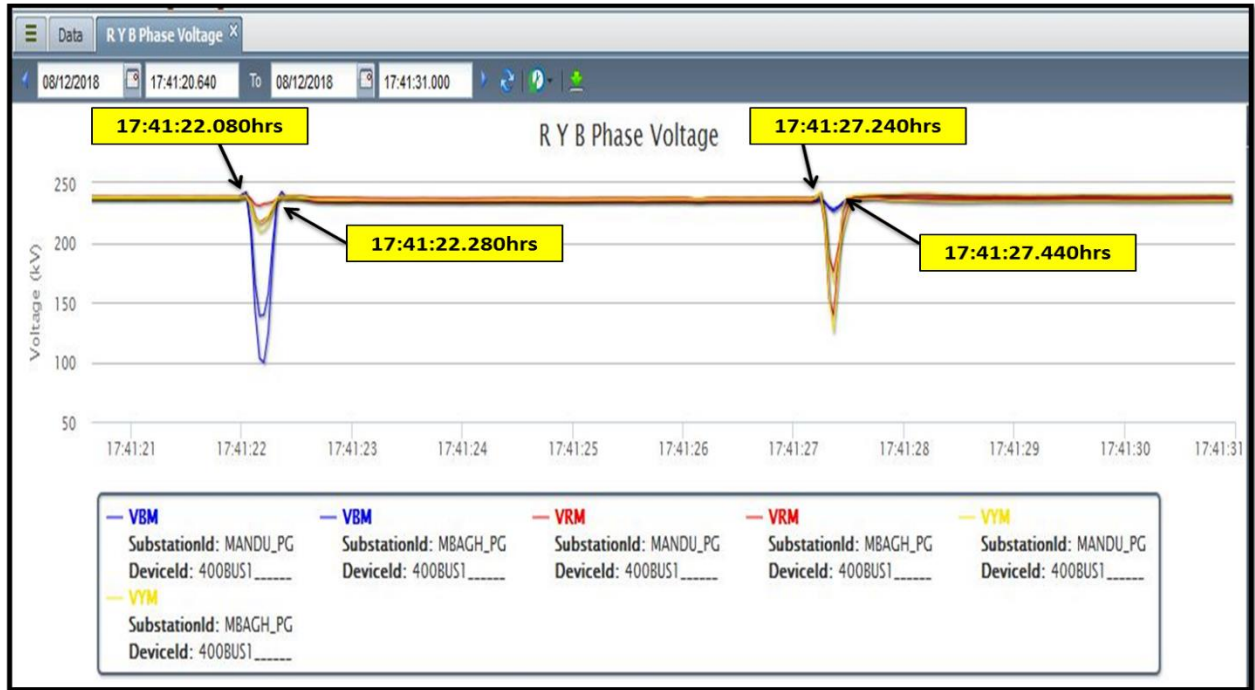 Data R Y B Phase Voltage X
08/12/2018 17:41:20.640 To 08/12/2018 17:41:31.000
R Y B Phase Voltage
17:41:22.080hrs
17:41:27.240hrs
17:41:22.280hrs
17:41:27.440hrs
Voltage (kV)
250
200
150
100
50
17:41:21 17:41:22 17:41:23 17:41:24 17:41:25 17:41:26 17:41:27 17:41:28 17:41:29 17:41:30 17:41:31
VBM VBM VRM VRM VYM
SubstationId: MANDU_PG SubstationId: MBAGH_PG SubstationId: MANDU_PG SubstationId: MBAGH_PG SubstationId: MANDU_PG
DeviceId: 400BUS1______ DeviceId: 400BUS1______ DeviceId: 400BUS1______ DeviceId: 400BUS1______ DeviceId: 400BUS1______
VYM
SubstationId: MBAGH_PG
DeviceId: 400BUS1______